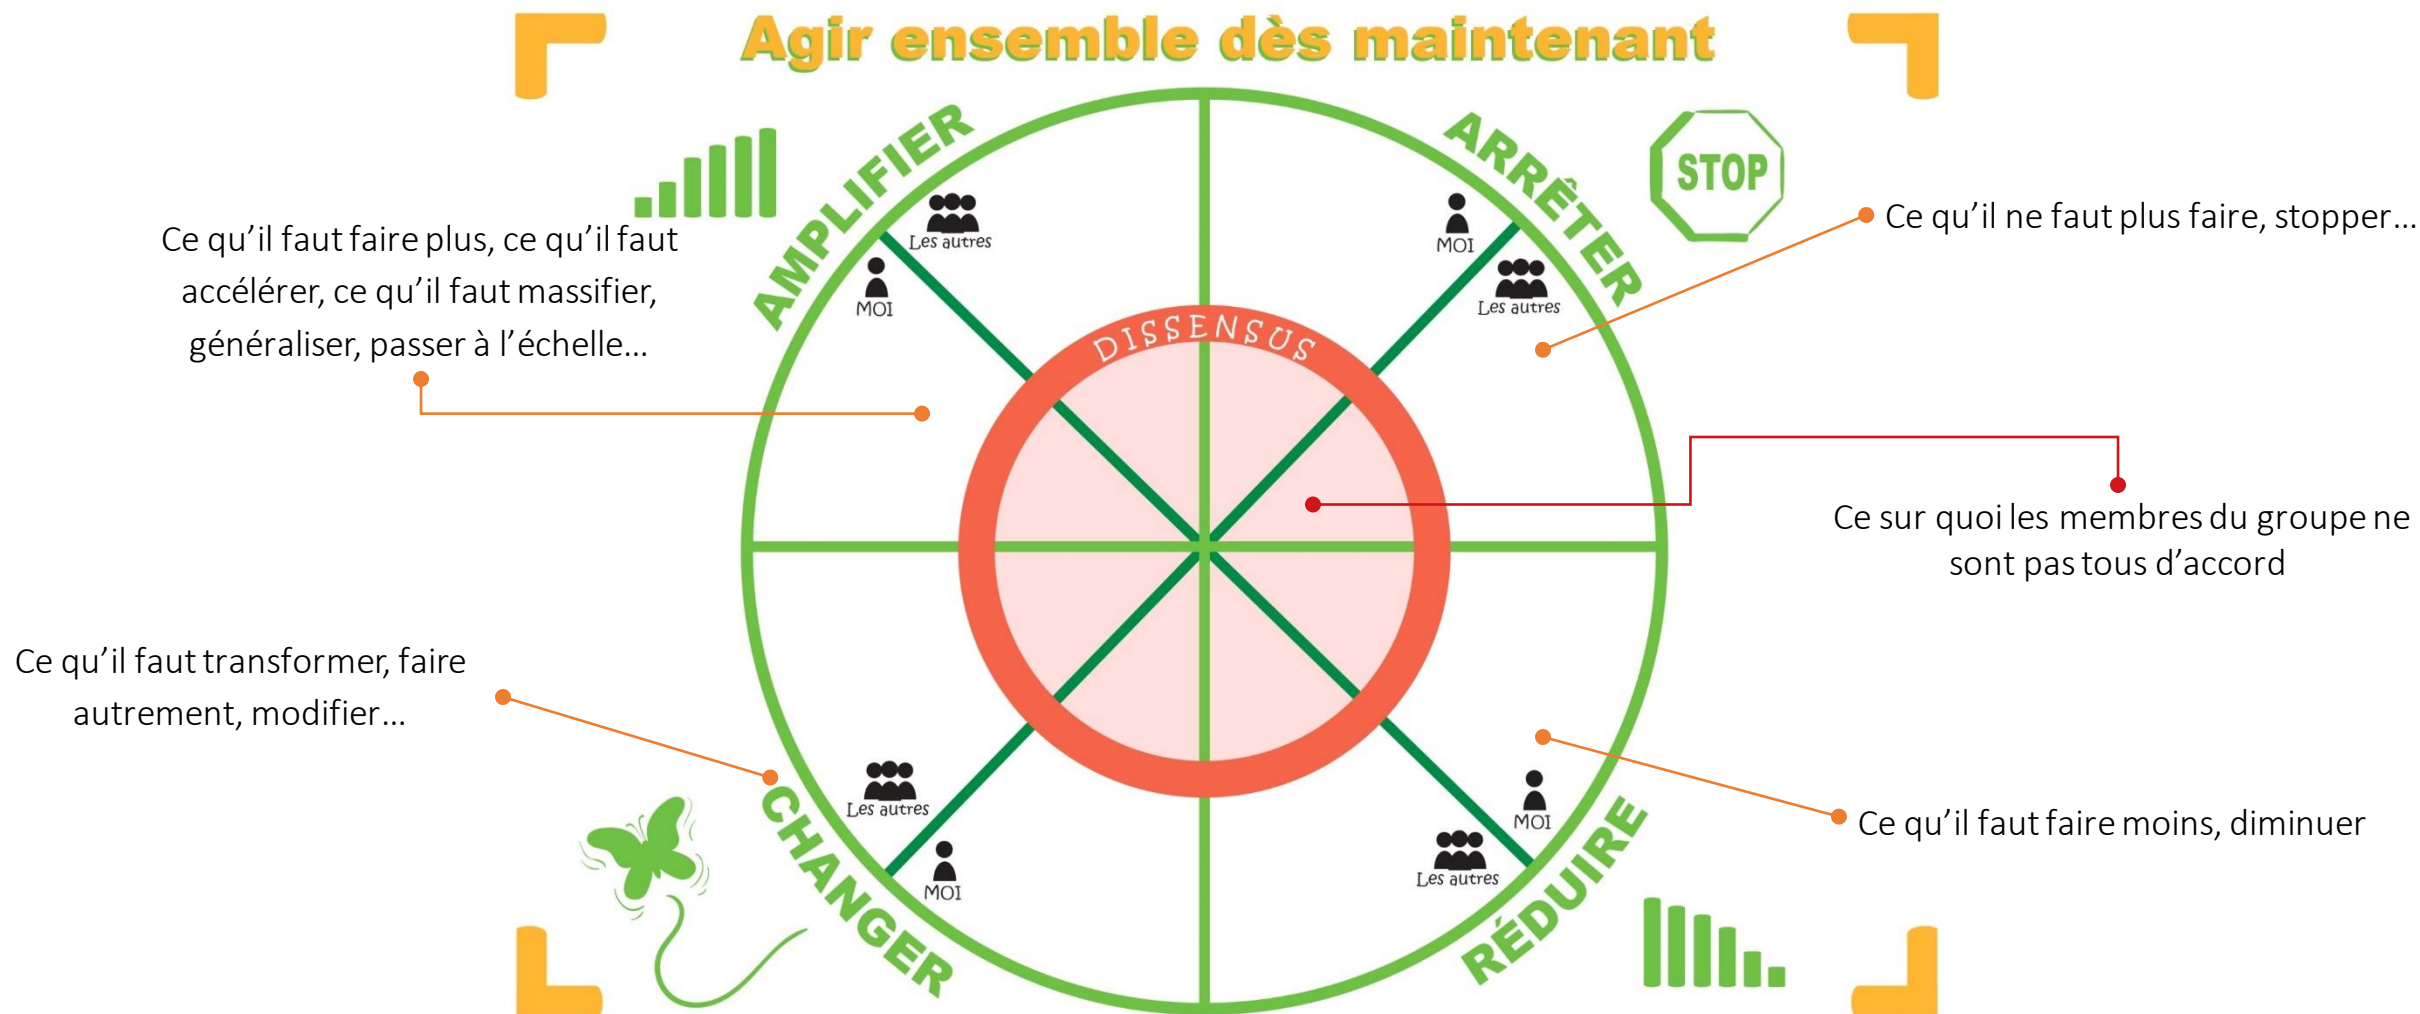 Agir ensemble dès maintenant
AMPLIFIER
Les autres
MOI
Ce qu’il faut faire plus, ce qu’il faut
accélérer, ce qu’il faut massifier,
généraliser, passer à l’échelle…
ARRÊTER
STOP
MOI
Les autres
Ce qu’il ne faut plus faire, stopper…
DISSENSUS
Ce sur quoi les membres du groupe ne
sont pas tous d’accord
Ce qu’il faut transformer, faire
autrement, modifier…
Les autres
MOI
CHANGER
MOI
Les autres
RÉDUIRE
Ce qu’il faut faire moins, diminuer